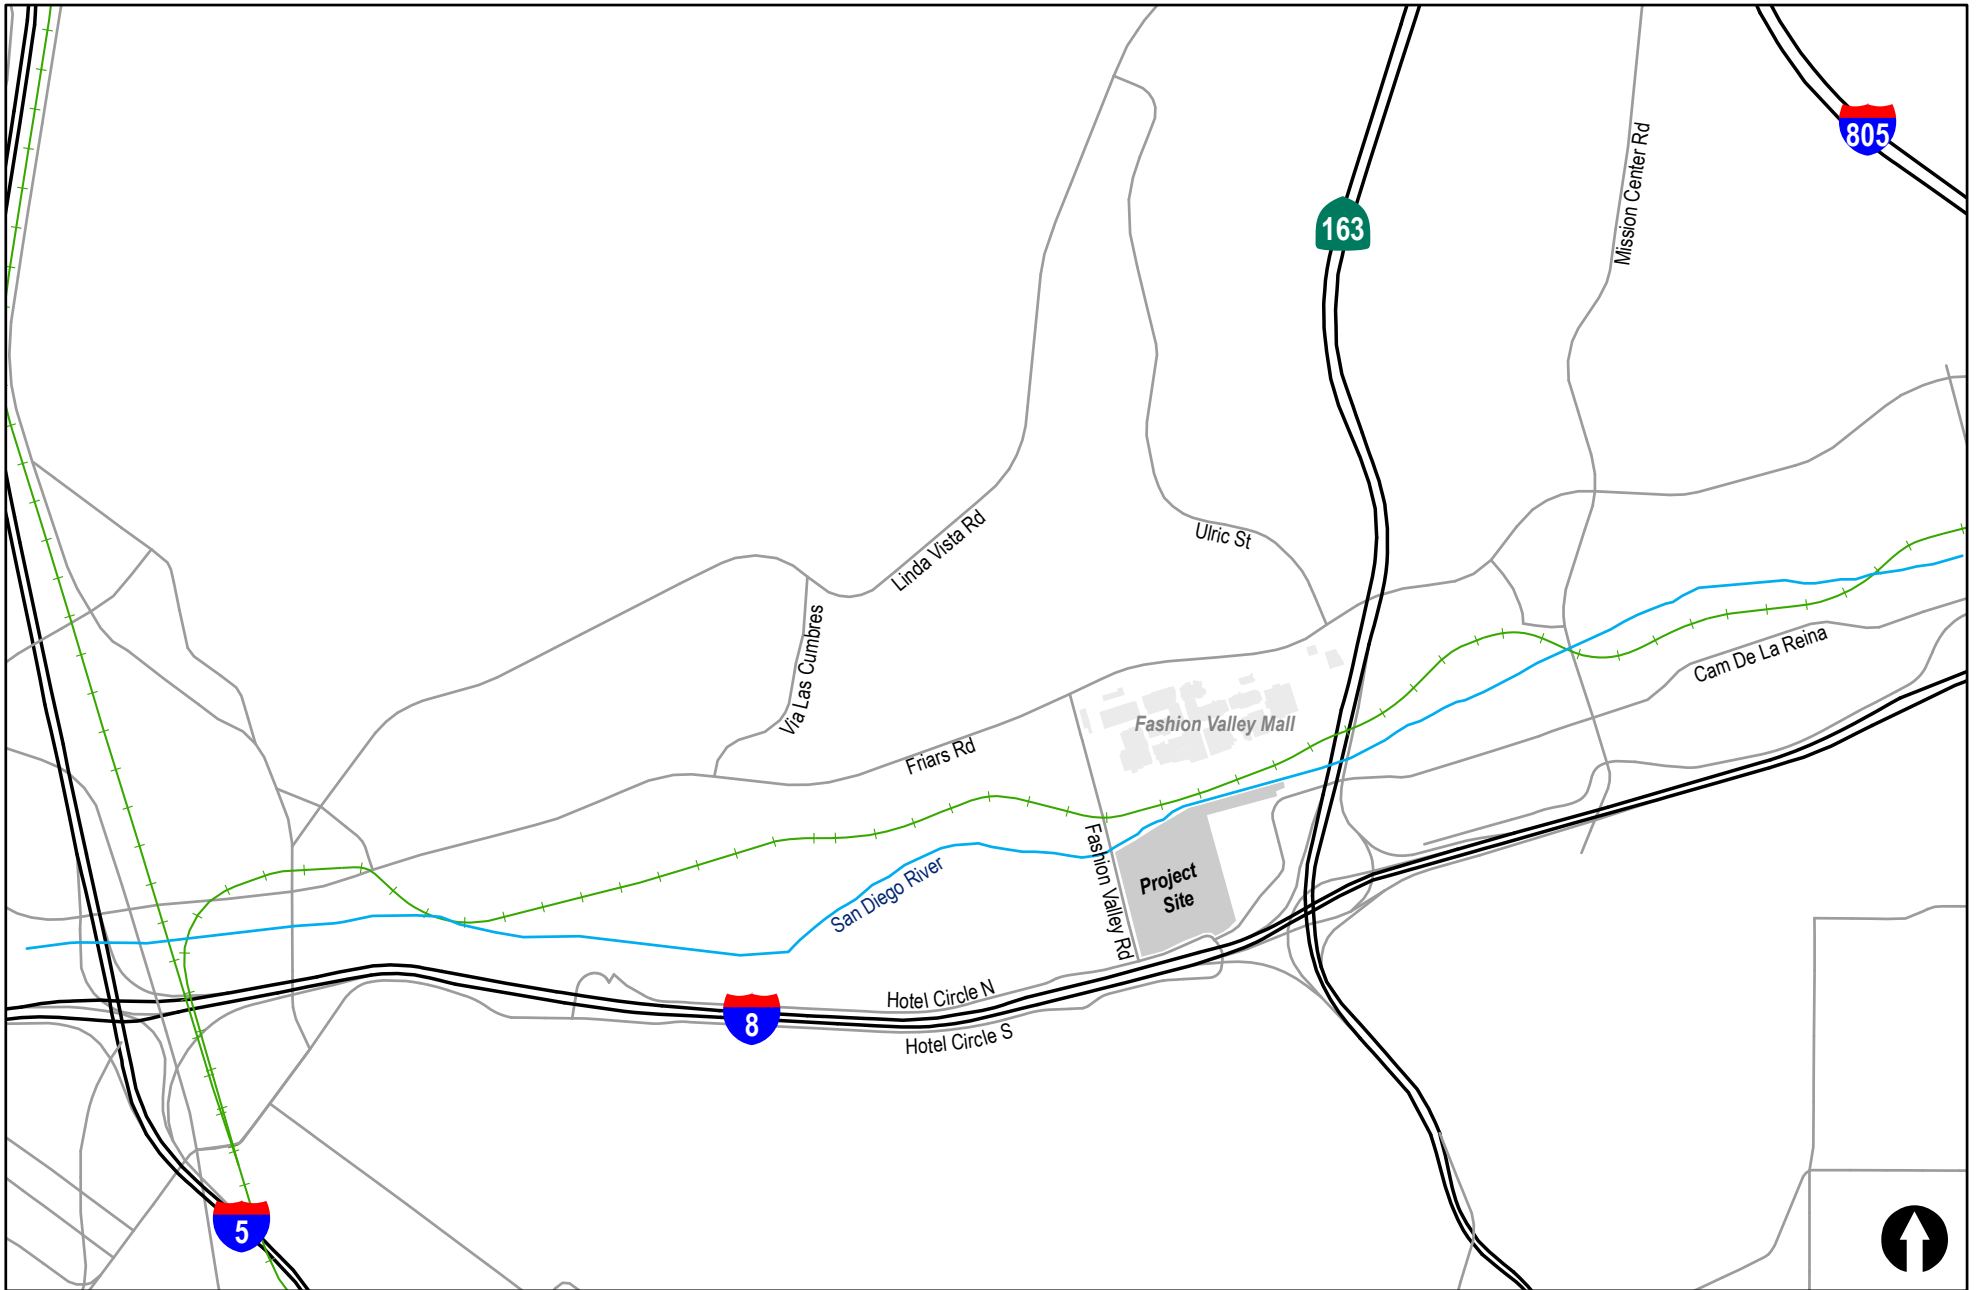 805
Mission Center Rd
163
Linda Vista Rd
Ulric St
Via Las Cumbres
Cam De La Reina
Fashion Valley Mall
Friars Rd
Fashion Valley Rd
San Diego River
Project
Site
Hotel Circle N
8
Hotel Circle S
5